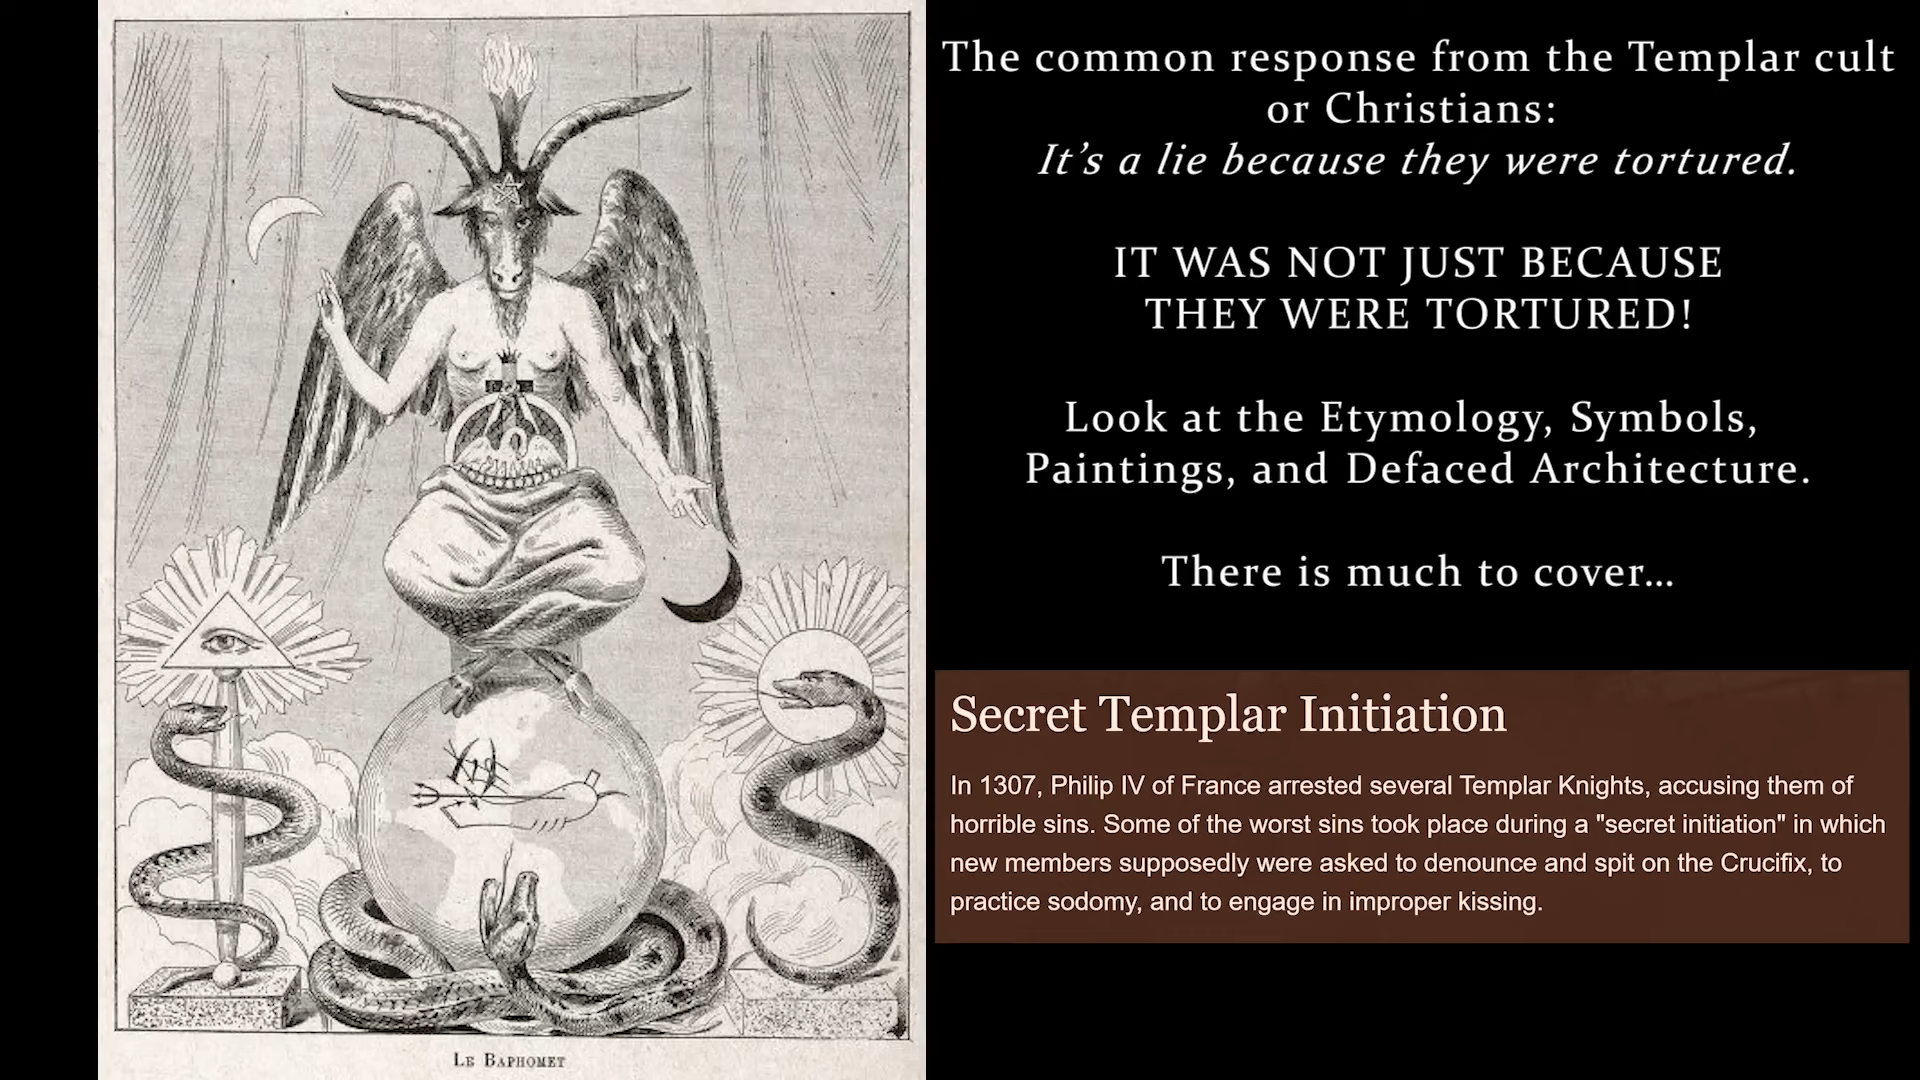 The common response from the Templar cult
or Christians:
It's a lie because they were tortured.
IT WAS NOT JUST BECAUSE
THEY WERE TORTURED!
Look at the Etymology, Symbols,
Paintings, and Defaced Architecture.
There is much to cover...
Secret Templar Initiation
In 1307, Philip IV of France arrested several Templar Knights, accusing them of
horrible sins. Some of the worst sins took place during a "secret initiation" in which
new members supposedly were asked to denounce and spit on the Crucifix, to
practice sodomy, and to engage in improper kissing.
LE BAPHOMET